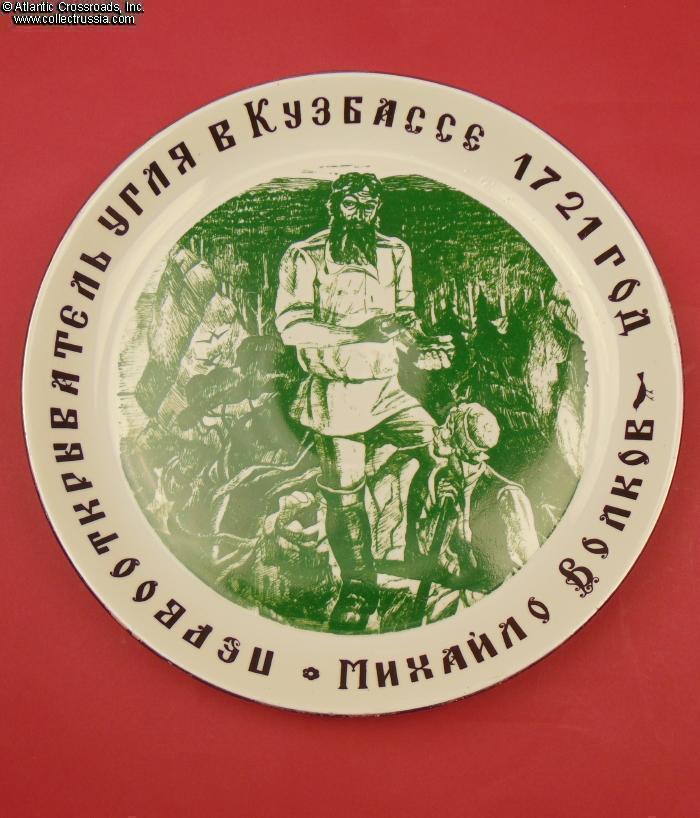 © Atlantic Crossroads, Inc.
www.collectrussia.com
ПЕРВООТКРЫВАТЕЛЬ УГЛЯ В КУЗБАССЕ 1721 ГОД
МИХАЙЛО ВОЛКОВ